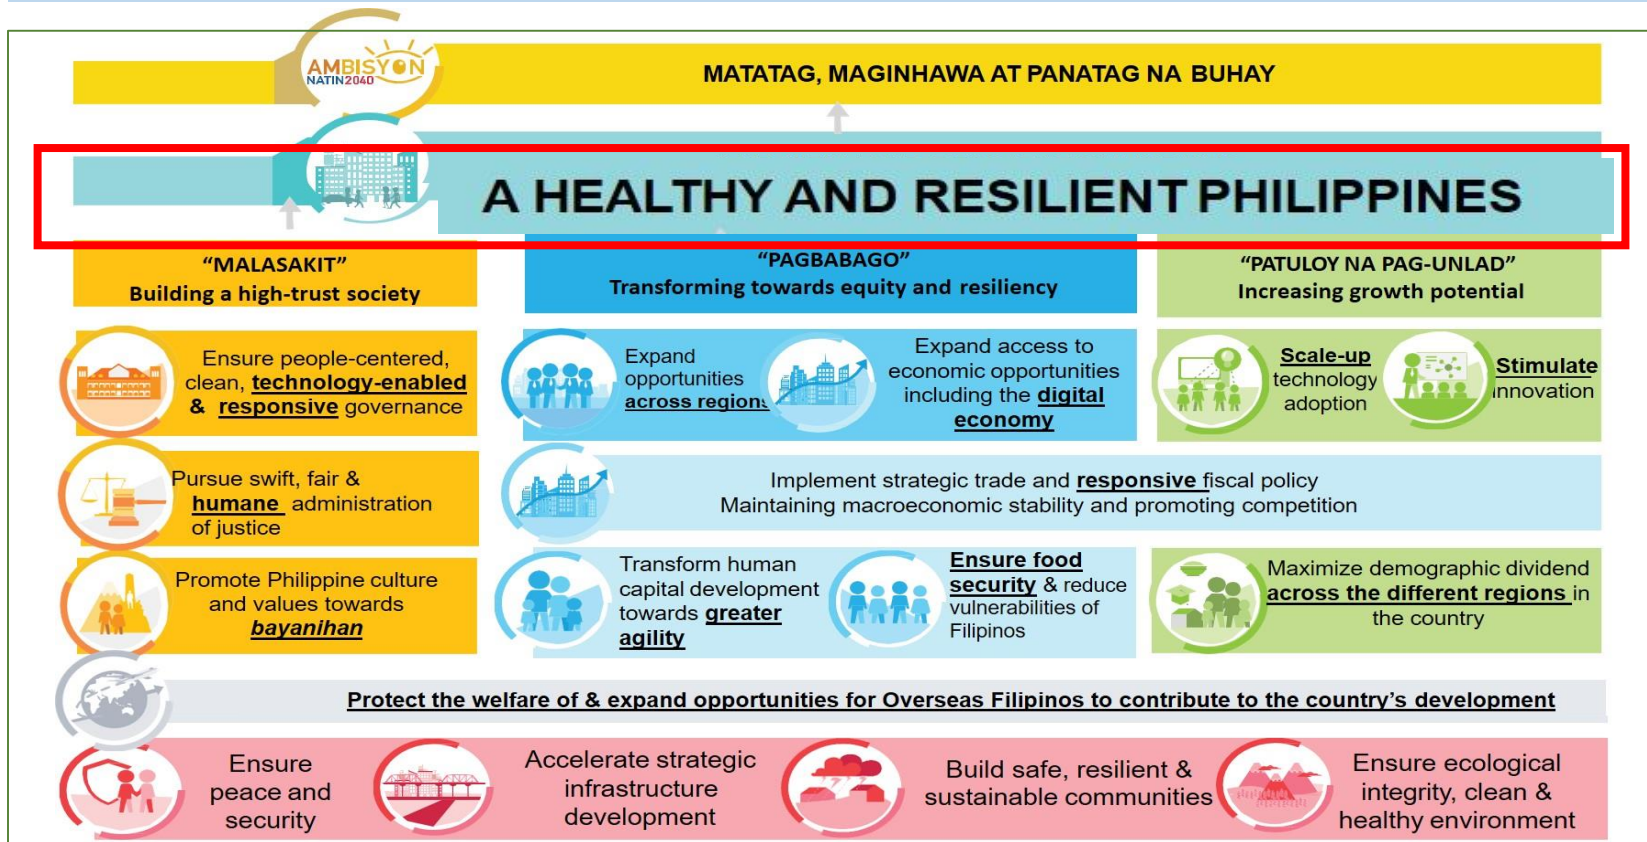 AMBISYON
NATIN2040
MATATAG, MAGINHAWA AT PANATAG NA BUHAY
A HEALTHY AND RESILIENT PHILIPPINES
“MALASAKIT”
Building a high-trust society
Ensure people-centered,
clean, technology-enabled
& responsive governance
Pursue swift, fair &
humane administration
of justice
Promote Philippine culture
and values towards
bayanihan
“PAGBABAGO”
Transforming towards equity and resiliency
Expand
opportunities
across regions
Expand access to
economic opportunities
including the digital
economy
“PATULOY NA PAG-UNLAD”
Increasing growth potential
Scale-up
technology
adoption
Stimulate
innovation
Implement strategic trade and responsive fiscal policy
Maintaining macroeconomic stability and promoting competition
Transform human
capital development
towards greater
agility
Ensure food
security & reduce
vulnerabilities of
Filipinos
Maximize demographic dividend
across the different regions in
the country
Protect the welfare of & expand opportunities for Overseas Filipinos to contribute to the country’s development
Ensure
peace and
security
Accelerate strategic
infrastructure
development
Build safe, resilient &
sustainable communities
Ensure ecological
integrity, clean &
healthy environment